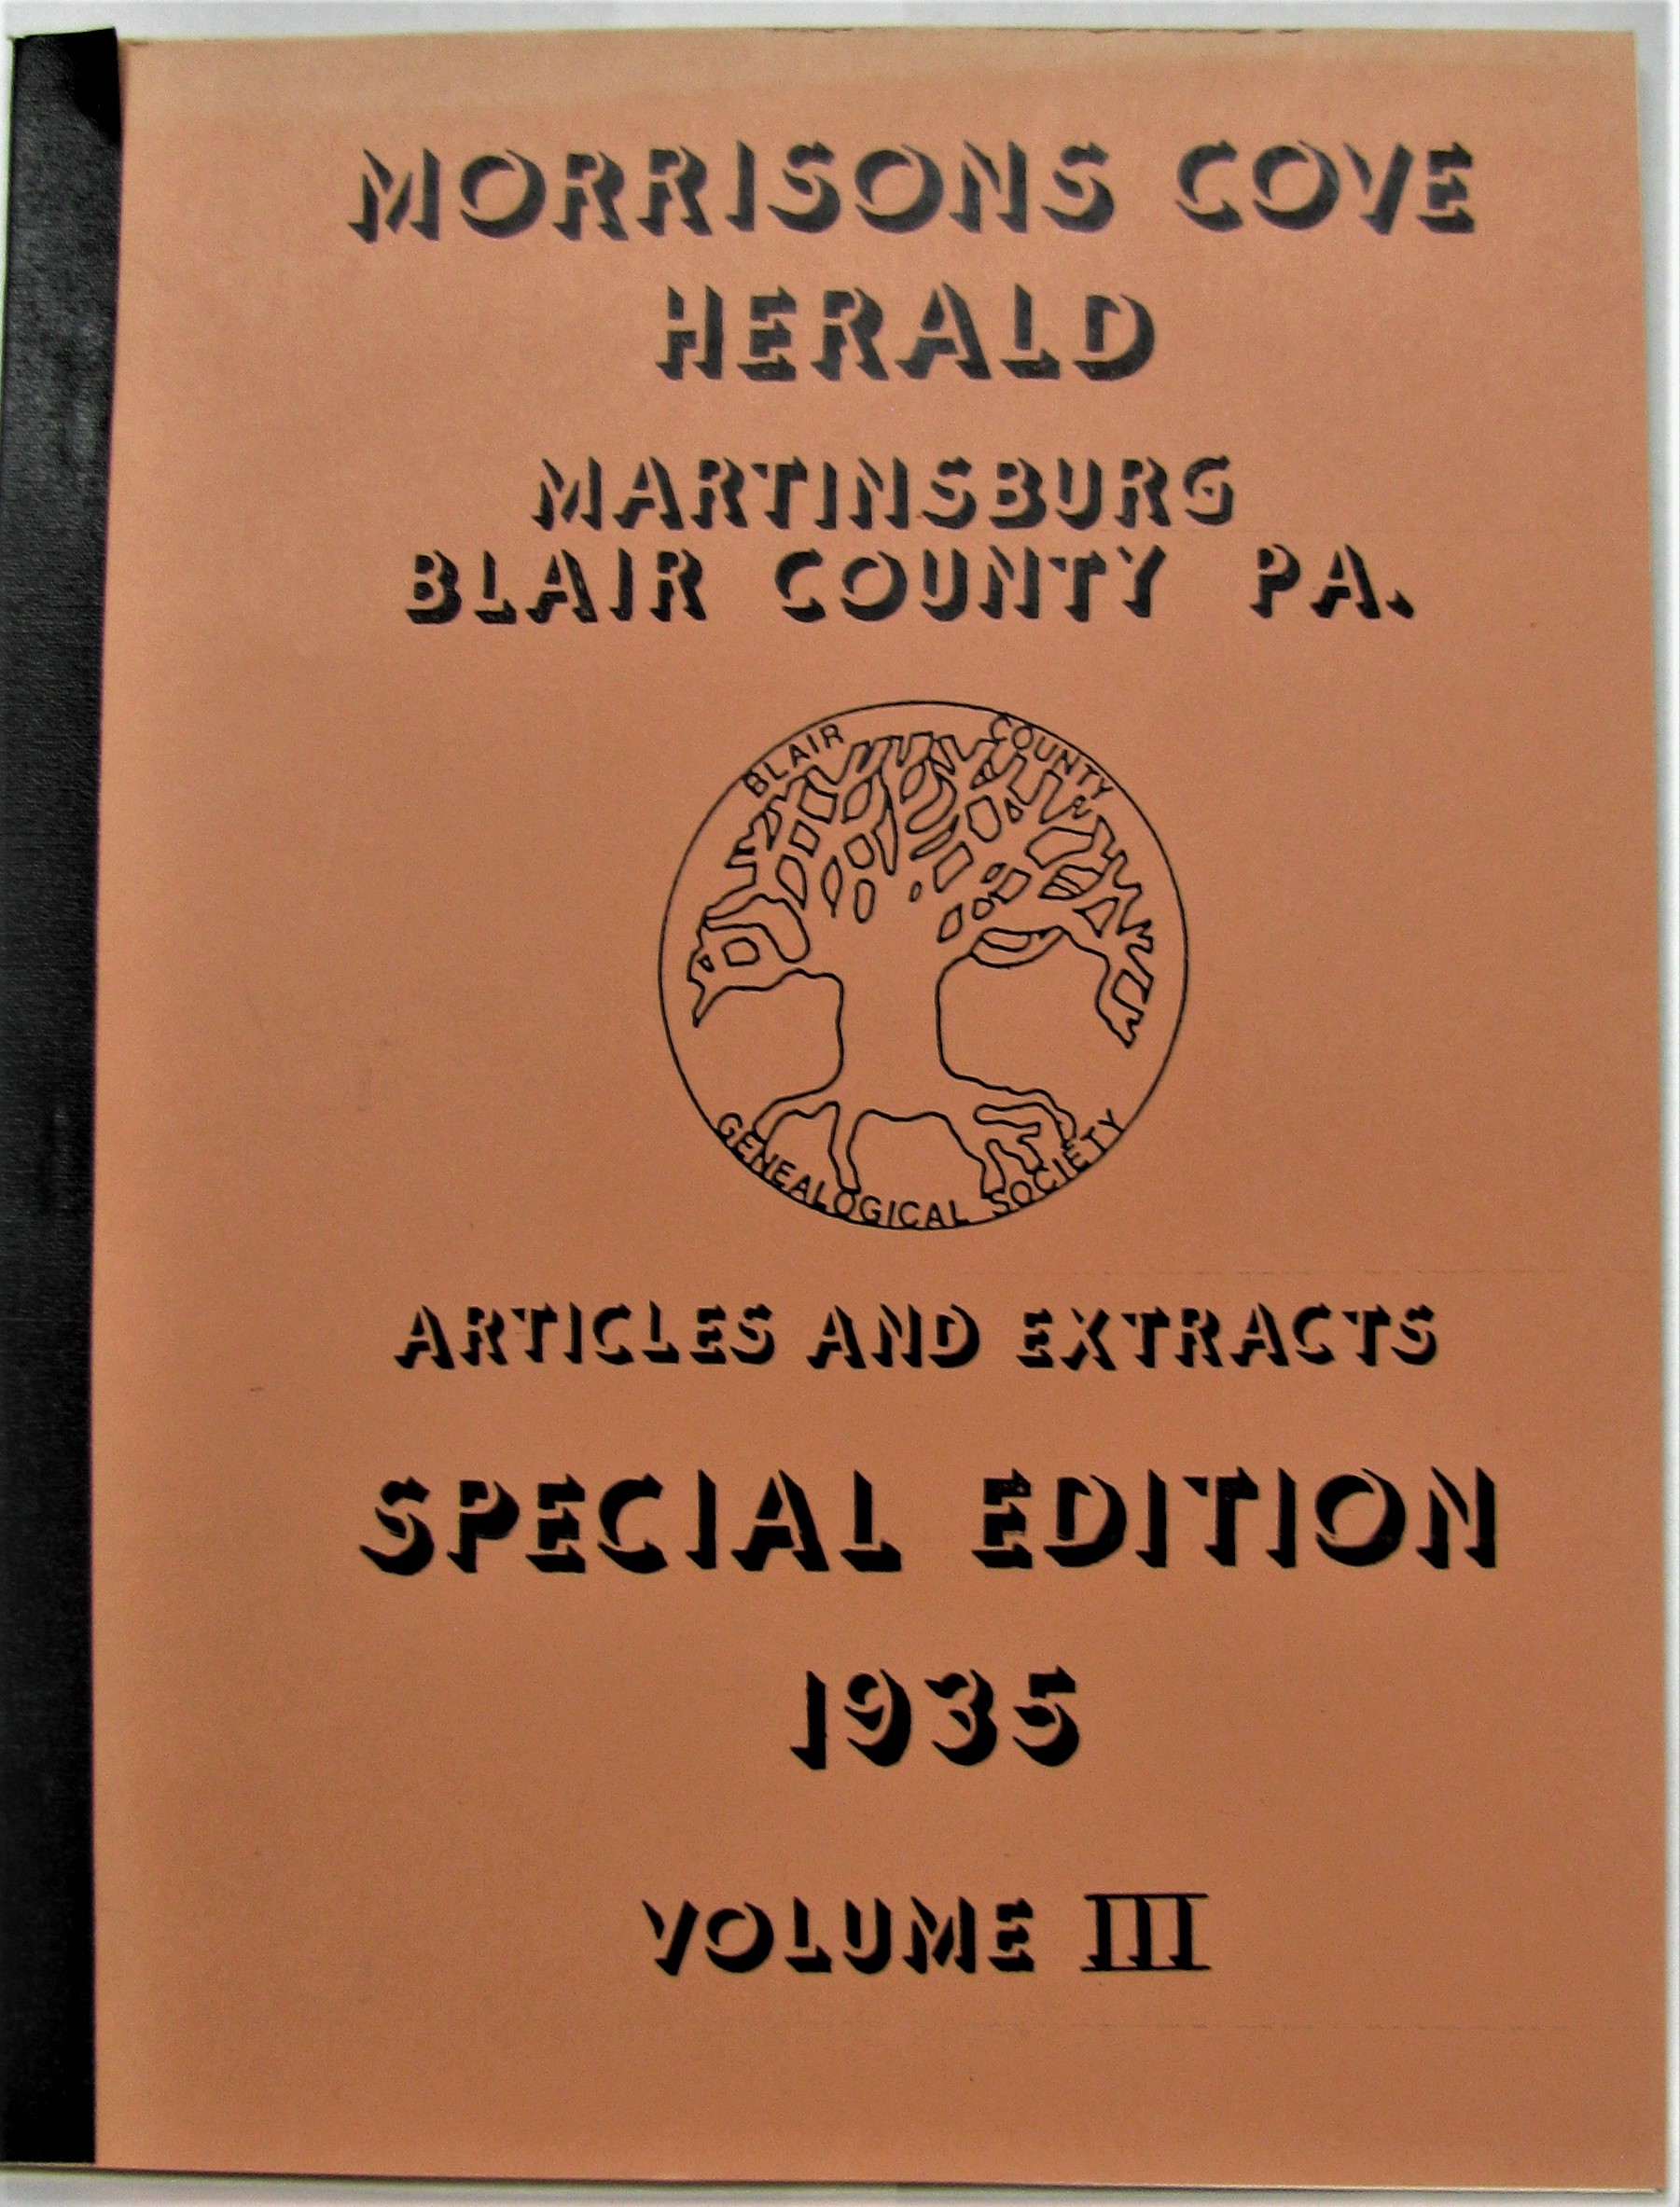 MORRISONS COVE
HERALD
MARTINSBURG
BLAIR COUNTY PA.
BLAIR COUNTY
GENEALOGICAL SOCIETY
ARTICLES AND EXTRACTS
SPECIAL EDITION
1935
VOLUME III